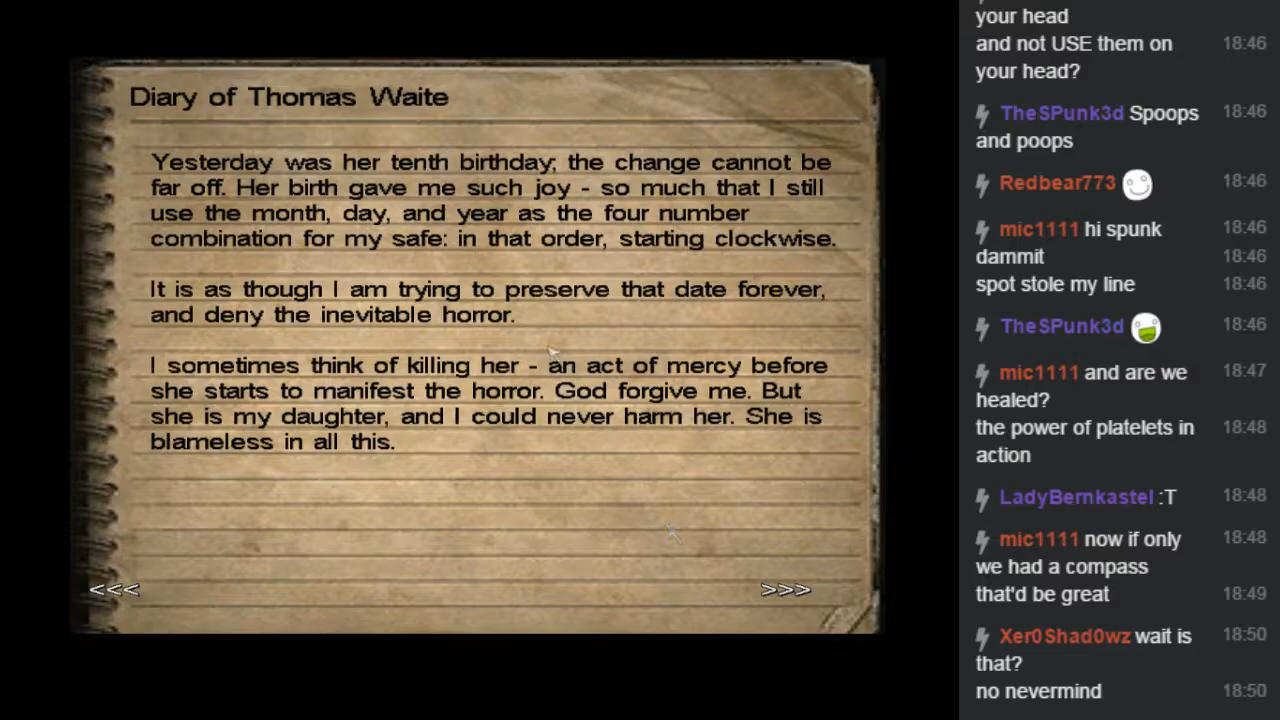 Diary of Thomas Waite
Yesterday was her tenth birthday; the change cannot be
far off. Her birth gave me such joy - so much that I still
use the month, day, and year as the four number
combination for my safe: in that order, starting clockwise.
It is as though I am trying to preserve that date forever,
and deny the inevitable horror.
I sometimes think of killing her - an act of mercy before
she starts to manifest the horror. God forgive me. But
she is my daughter, and I could never harm her. She is
blameless in all this.
<<<
>>>
your head
and not USE them on 18:46
your head?
TheSPunk3d Spoops 18:46
and poops
Redbear773 18:46
mic1111 hi spunk 18:46
dammit 18:46
spot stole my line 18:46
TheSPunk3d 18:46
mic1111 and are we 18:47
healed?
the power of platelets in 18:48
action
LadyBernkastel :T 18:48
mic1111 now if only 18:48
we had a compass
that'd be great 18:49
Xer0Shad0wz wait is 18:50
that?
no nevermind 18:50